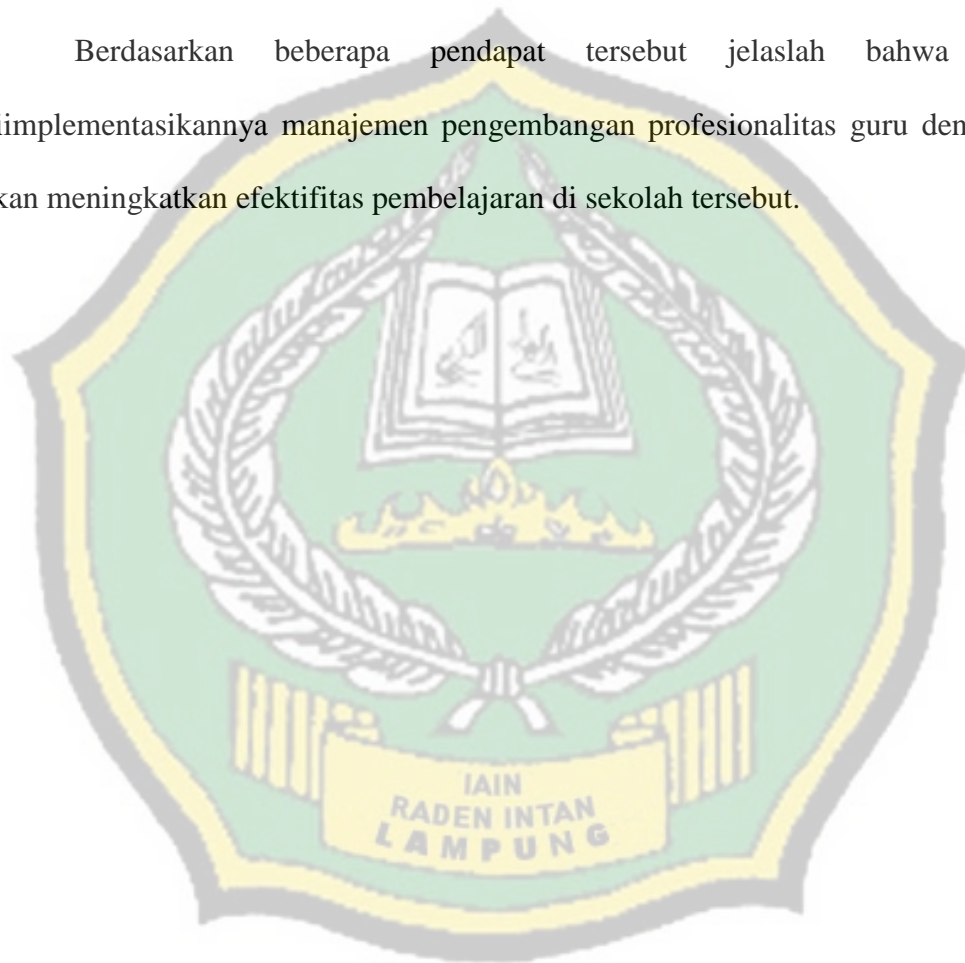 Berdasarkan beberapa pendapat tersebut jelaslah bahwa
iimplementasikannya manajemen pengembangan profesionalitas guru den
kan meningkatkan efektifitas pembelajaran di sekolah tersebut.
IAIN
RADEN INTAN
LAMPUNG